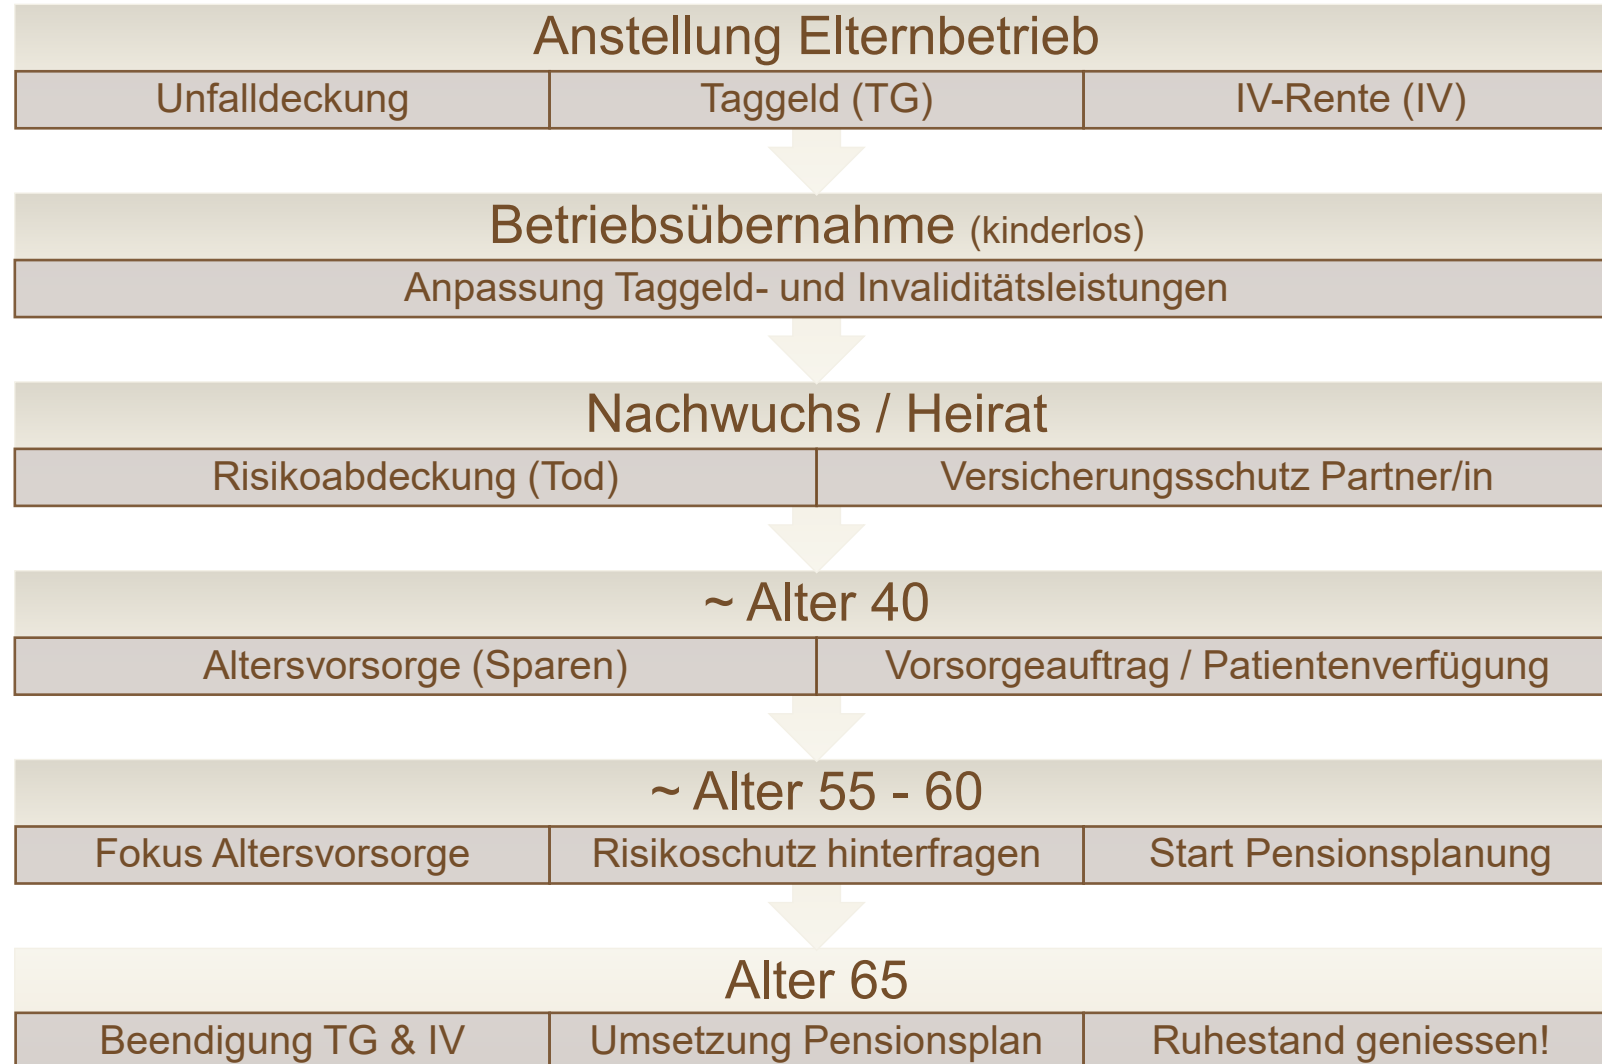 Anstellung Elternbetrieb
Unfalldeckung
Taggeld (TG)
IV-Rente (IV)
Betriebsübernahme (kinderlos)
Anpassung Taggeld- und Invaliditätsleistungen
Nachwuchs / Heirat
Risikoabdeckung (Tod)
Versicherungsschutz Partner/in
~ Alter 40
Altersvorsorge (Sparen)
Vorsorgeauftrag / Patientenverfügung
~ Alter 55 - 60
Fokus Altersvorsorge
Risikoschutz hinterfragen
Start Pensionsplanung
Alter 65
Beendigung TG & IV
Umsetzung Pensionsplan
Ruhestand geniessen!